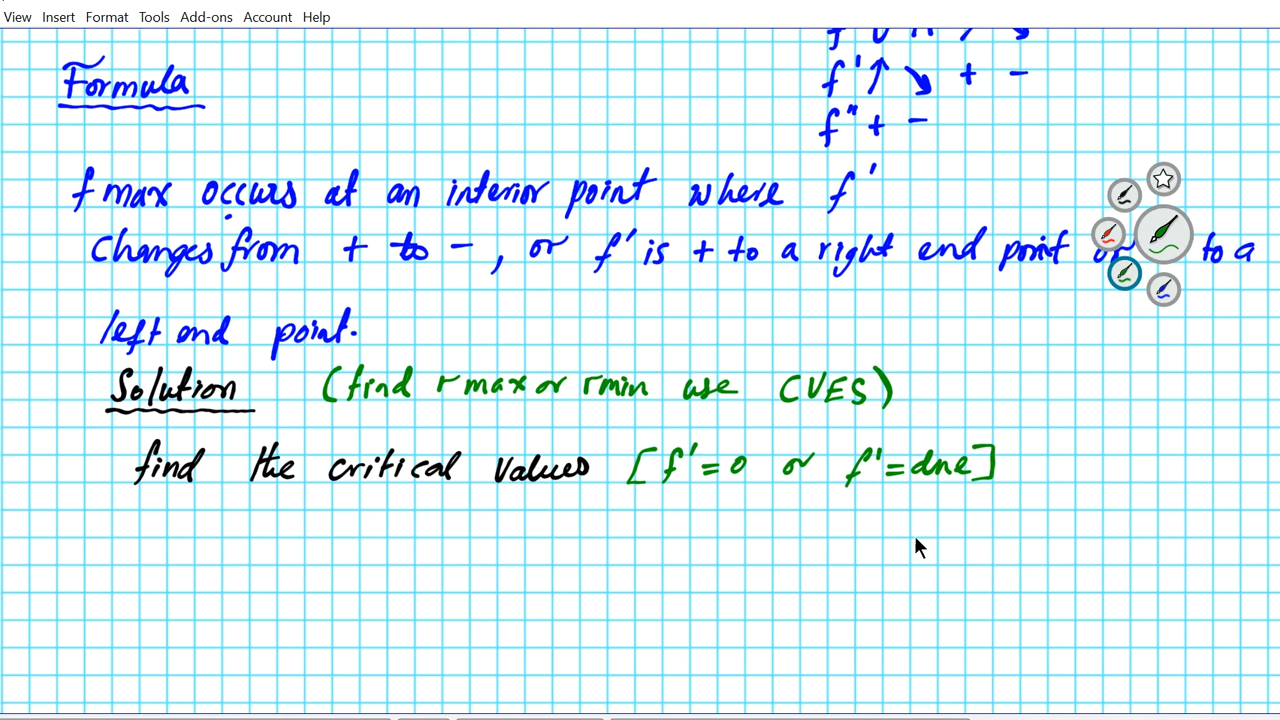 View Insert Format Tools Add-ons Account Help
Formula
f' + -
f" + -
f max occurs at an interior point where f'
changes from + to - , or f' is + to a right end point or to a
left end point.
Solution (find r max or r min use CVES)
find the critical values [f' = 0 or f' = dne]